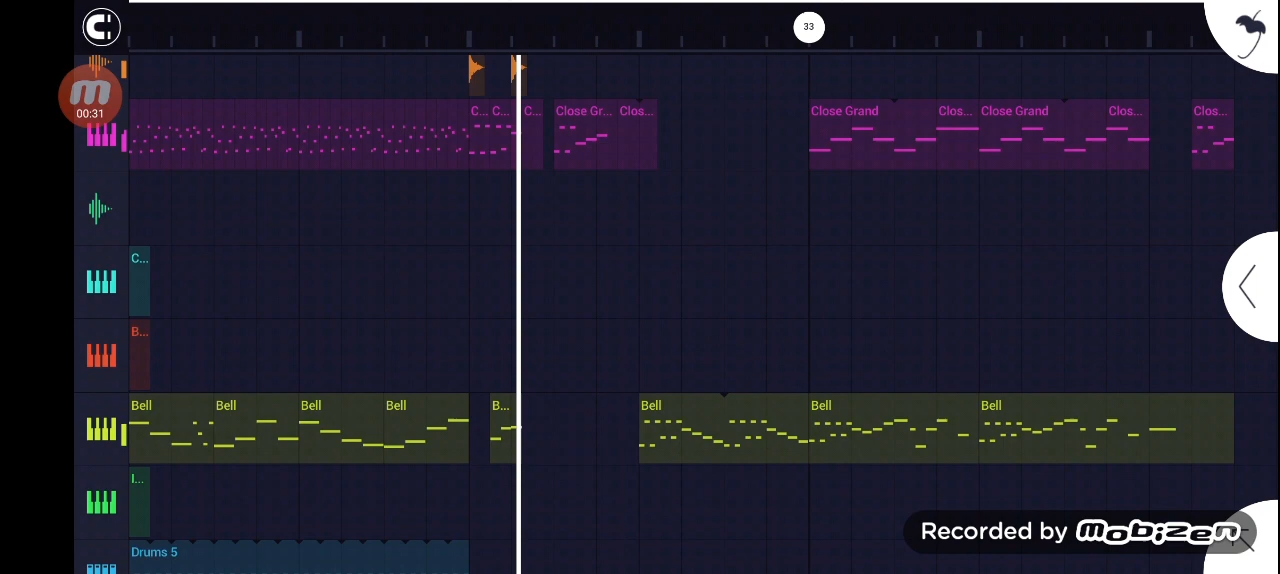 33
00:31
C... C... C... Close Gr... Clos... Close Grand Clos... Close Grand Clos... Clos...
C...
B...
Bell Bell Bell Bell B... Bell Bell Bell
I...
Recorded by mobizen
Drums 5